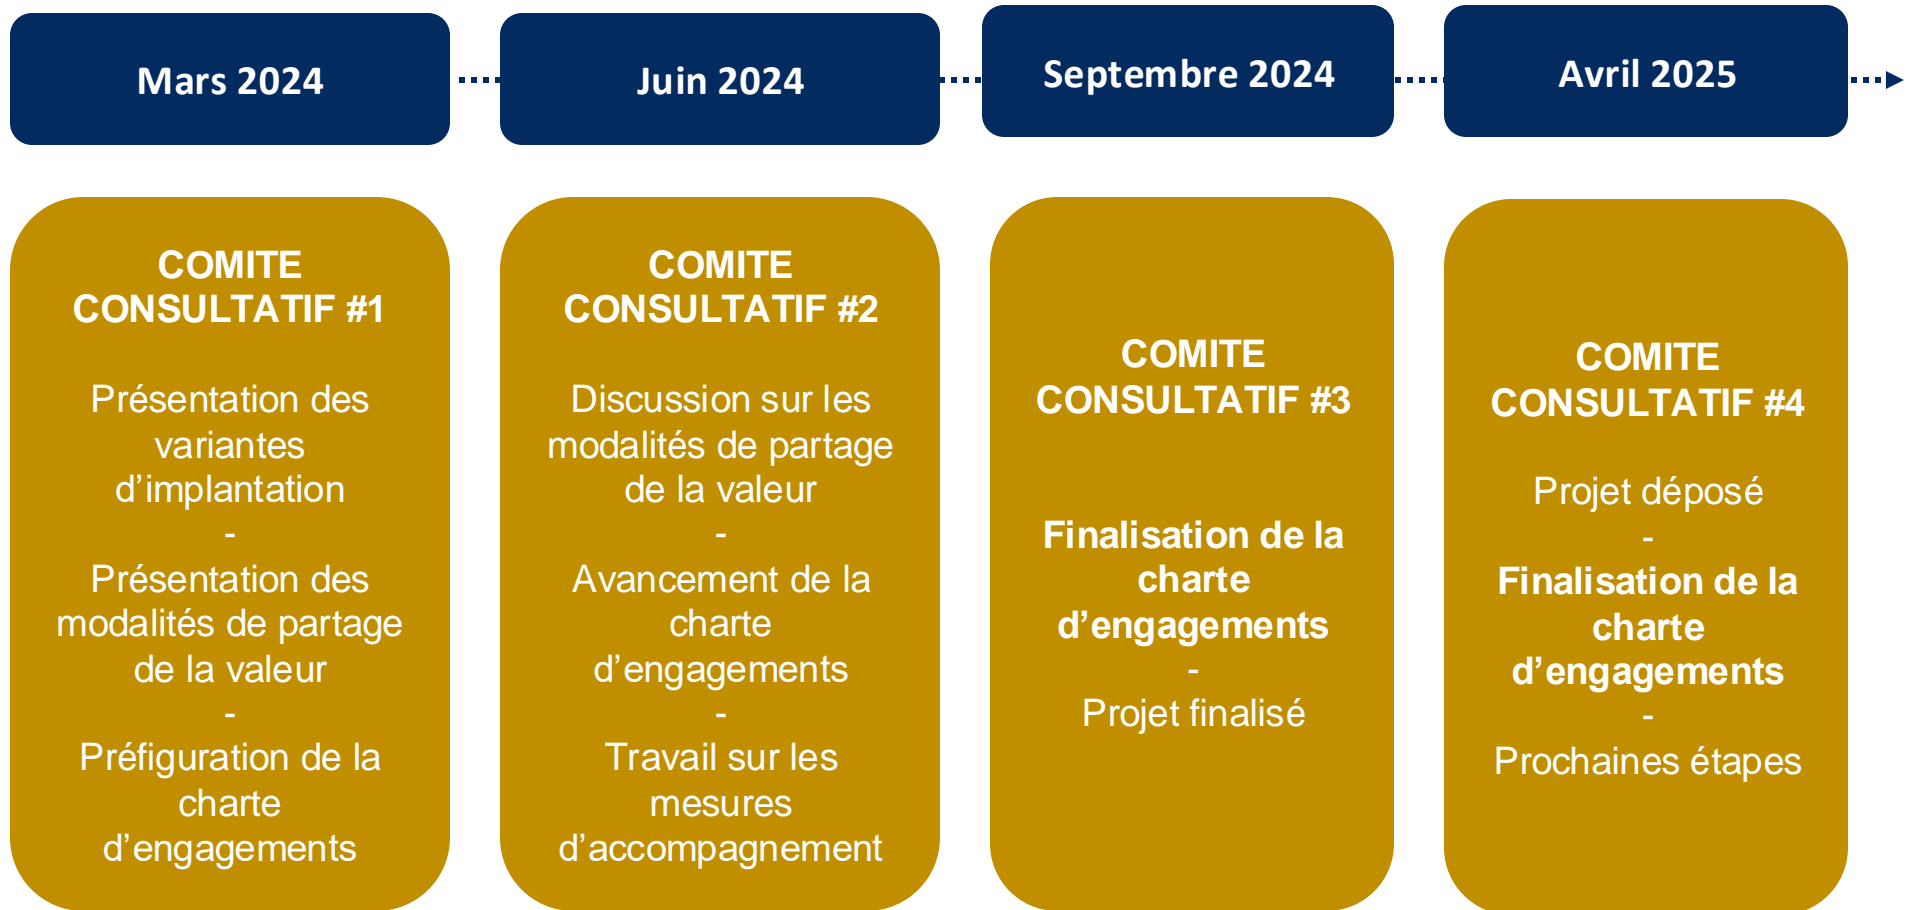 Mars 2024
Juin 2024
Septembre 2024
Avril 2025
COMITE
CONSULTATIF #1
Présentation des
variantes
d’implantation
-
Présentation des
modalités de partage
de la valeur
-
Préfiguration de la
charte
d’engagements
COMITE
CONSULTATIF #2
Discussion sur les
modalités de partage
de la valeur
-
Avancement de la
charte
d’engagements
-
Travail sur les
mesures
d’accompagnement
COMITE
CONSULTATIF #3
Finalisation de la
charte
d’engagements
-
Projet finalisé
COMITE
CONSULTATIF #4
Projet déposé
-
Finalisation de la
charte
d’engagements
-
Prochaines étapes